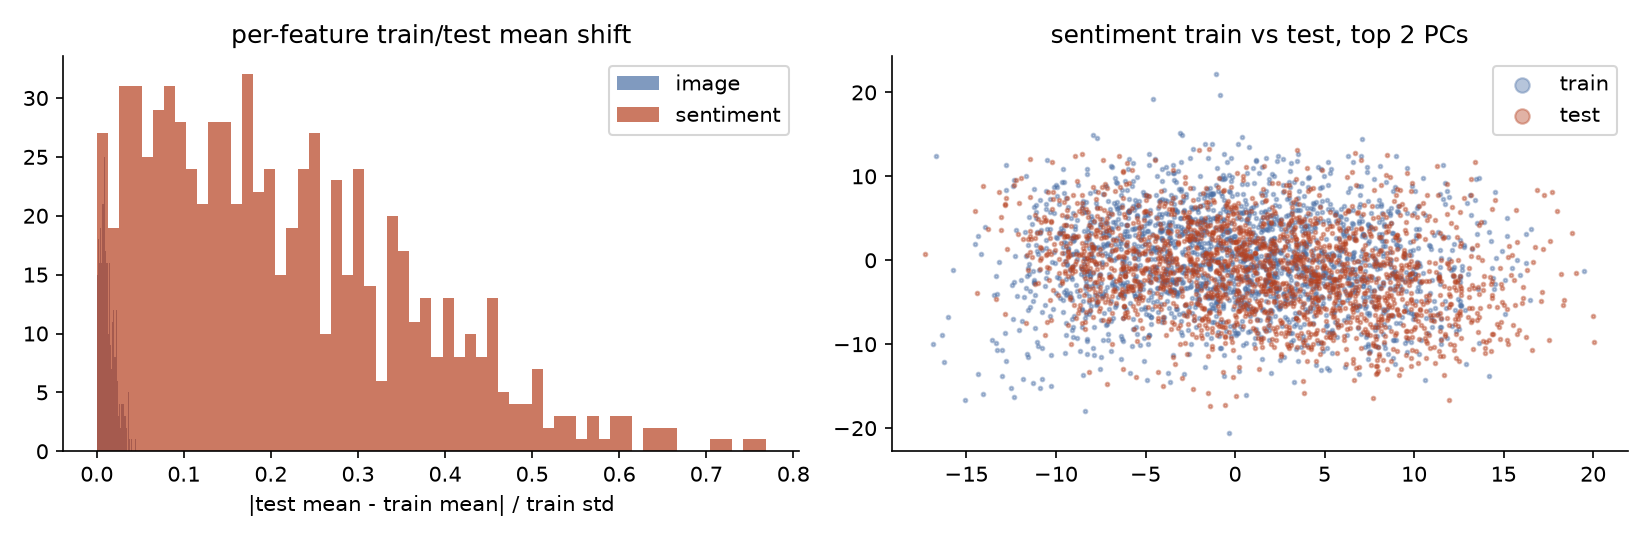 per-feature train/test mean shift
30
25
20
15
10
5
0
0.0 0.1 0.2 0.3 0.4 0.5 0.6 0.7 0.8
|test mean - train mean| / train std
image
sentiment
sentiment train vs test, top 2 PCs
20
10
0
−10
−20
−15 −10 −5 0 5 10 15 20
train
test